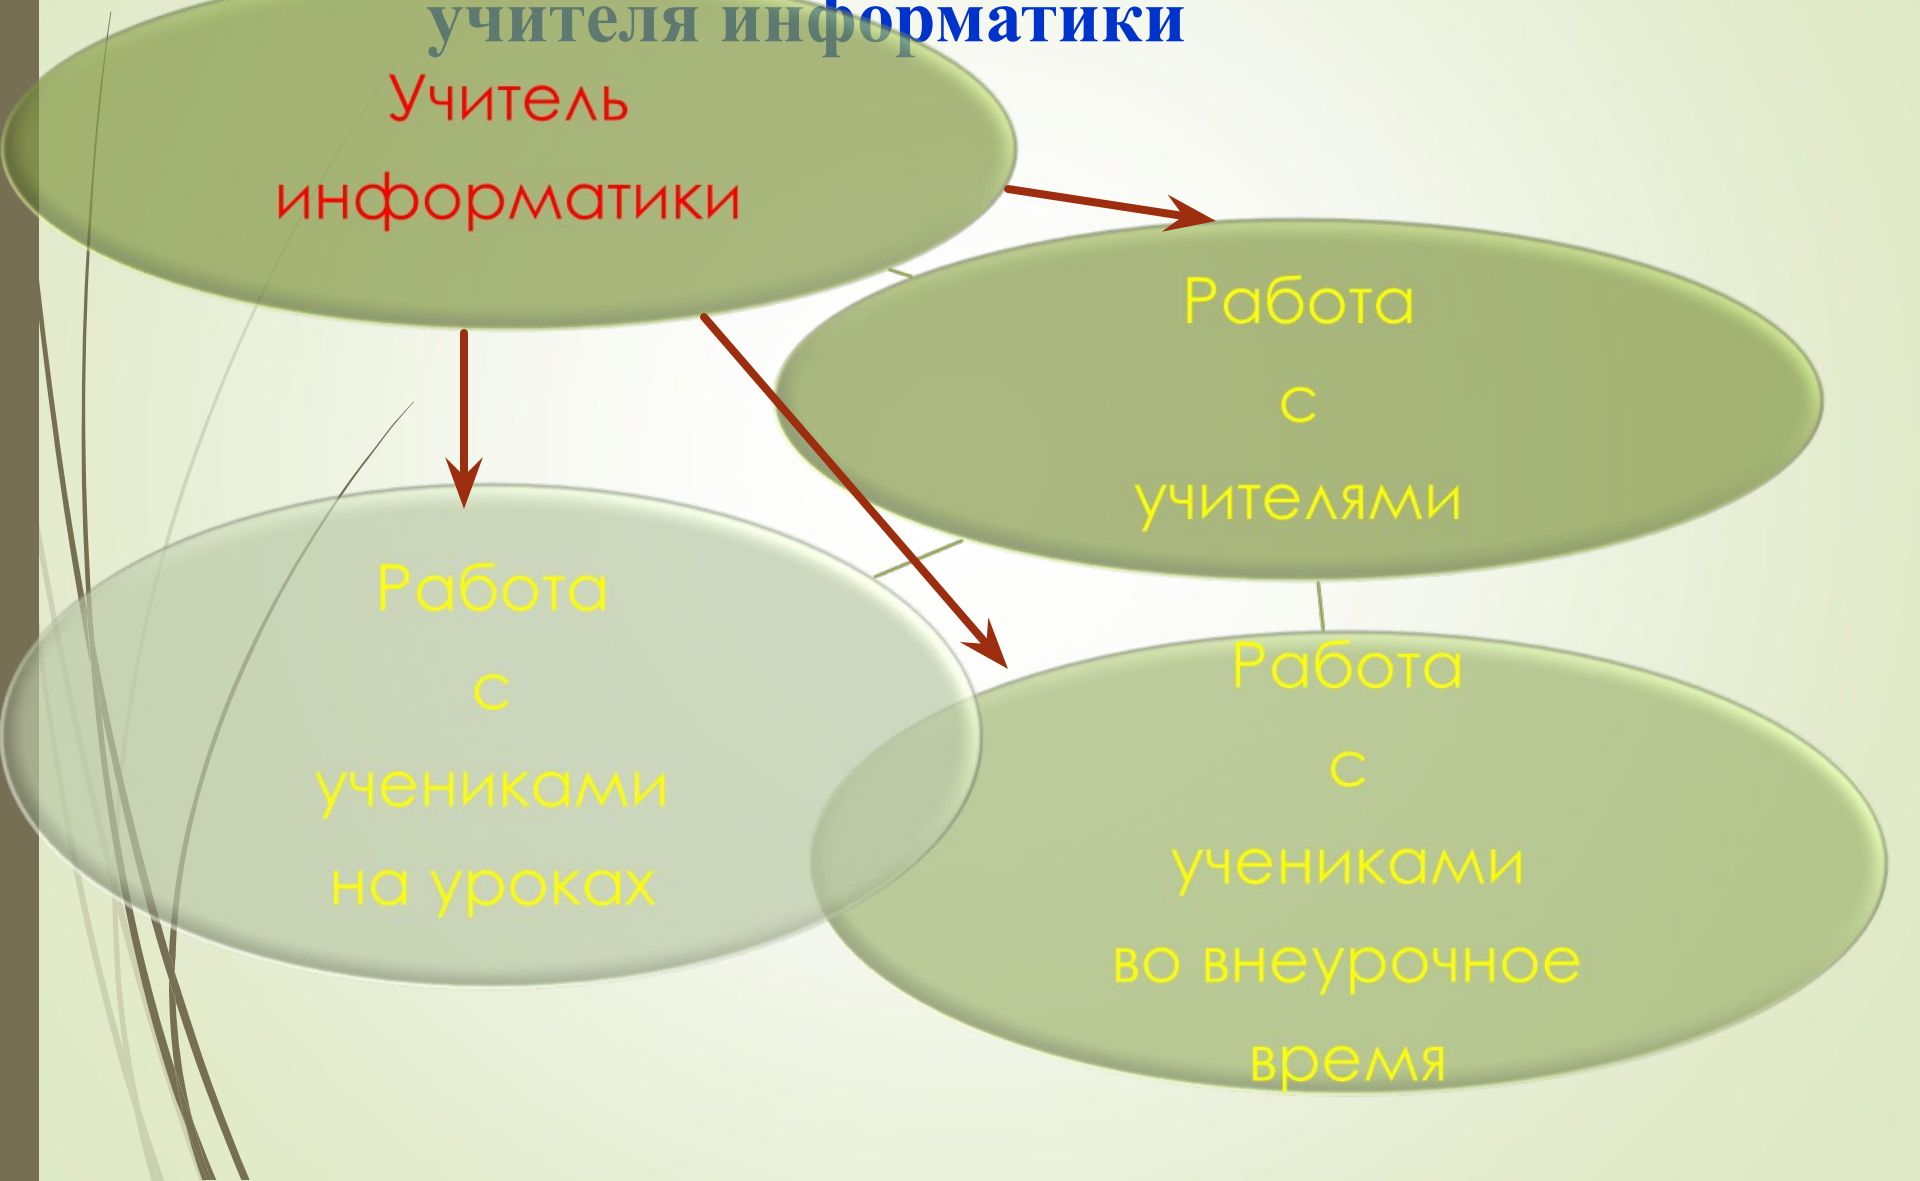 учителя информатики
Учитель
информатики
Работа
с
учителями
Работа
с
учениками
на уроках
Работа
с
учениками
во внеурочное
время